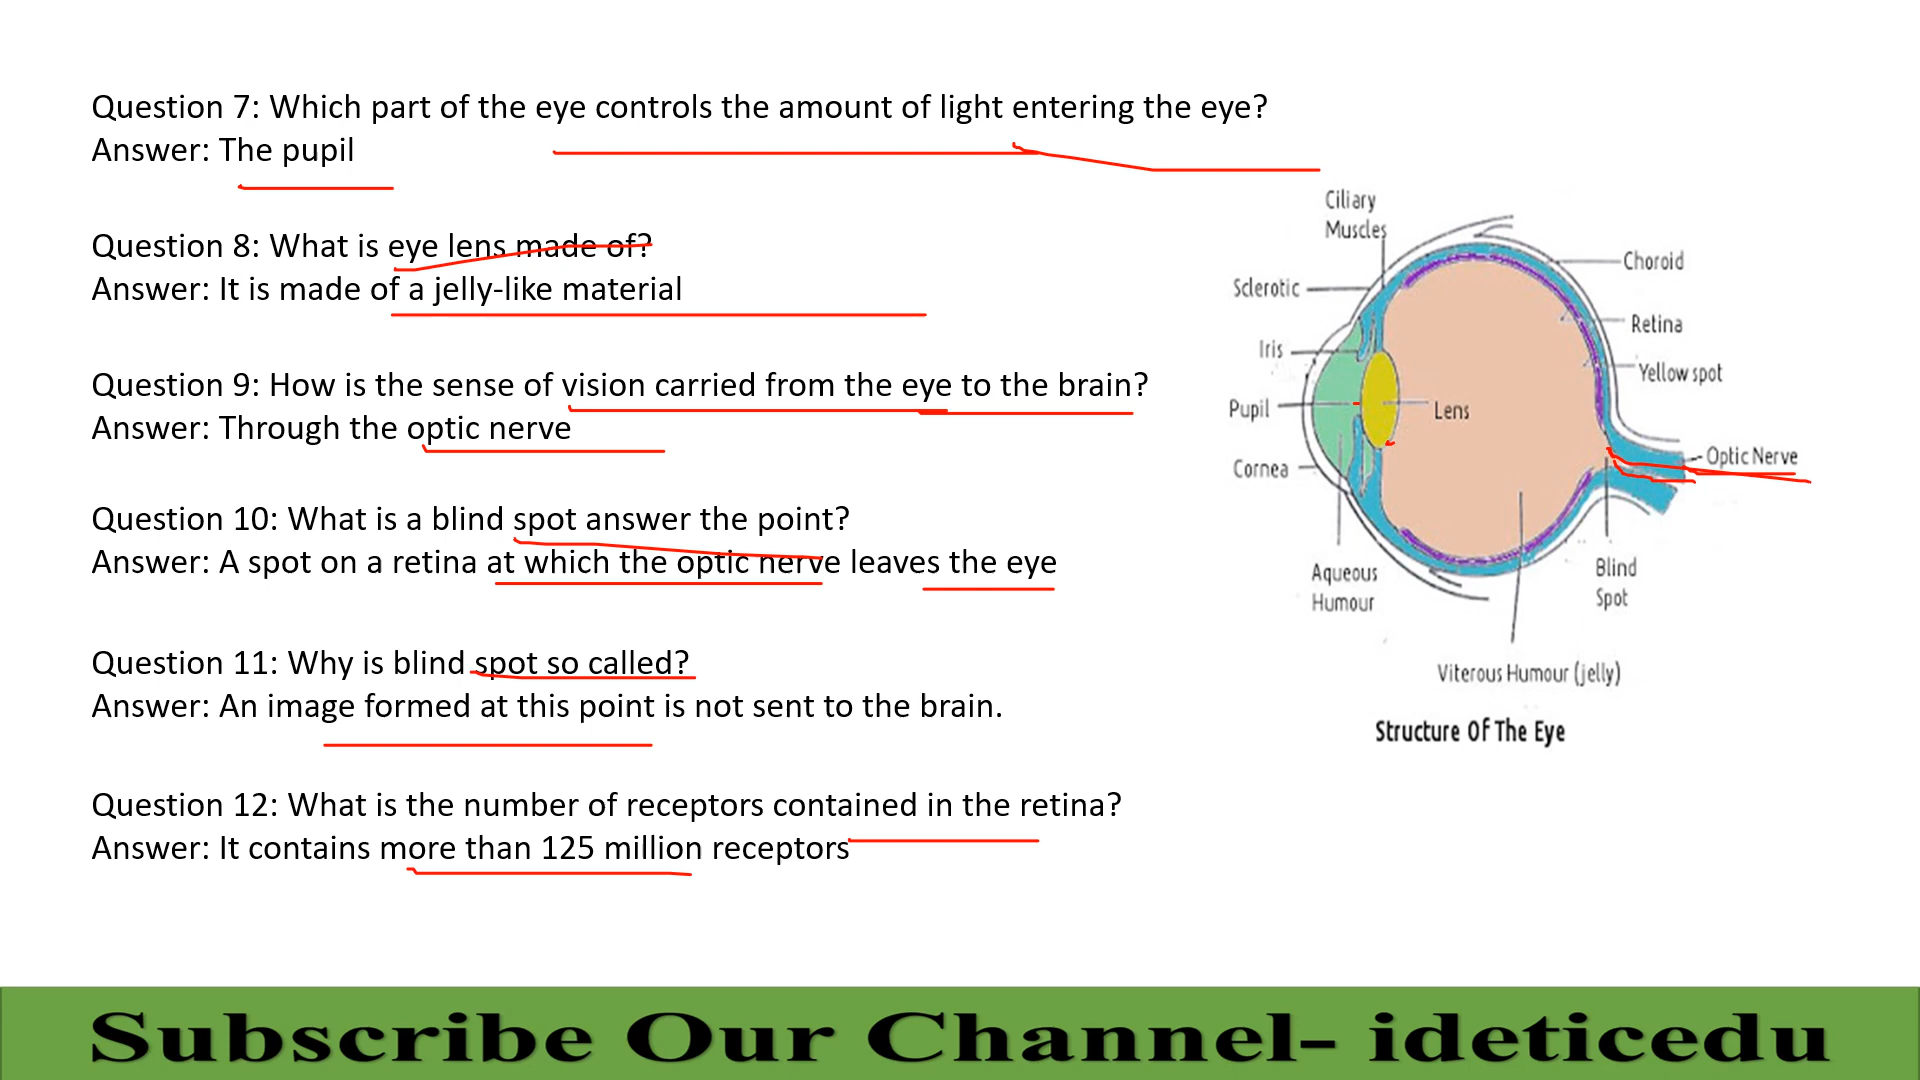 Question 7: Which part of the eye controls the amount of light entering the eye?
Answer: The pupil
Question 8: What is eye lens made of?
Answer: It is made of a jelly-like material
Question 9: How is the sense of vision carried from the eye to the brain?
Answer: Through the optic nerve
Question 10: What is a blind spot answer the point?
Answer: A spot on a retina at which the optic nerve leaves the eye
Question 11: Why is blind spot so called?
Answer: An image formed at this point is not sent to the brain.
Question 12: What is the number of receptors contained in the retina?
Answer: It contains more than 125 million receptors
Ciliary
Muscles
Choroid
Sclerotic
Retina
Iris
Yellow spot
Pupil
Lens
Optic Nerve
Cornea
Aqueous
Humour
Blind
Spot
Viterous Humour (jelly)
Structure Of The Eye
Subscribe Our Channel- ideticedu